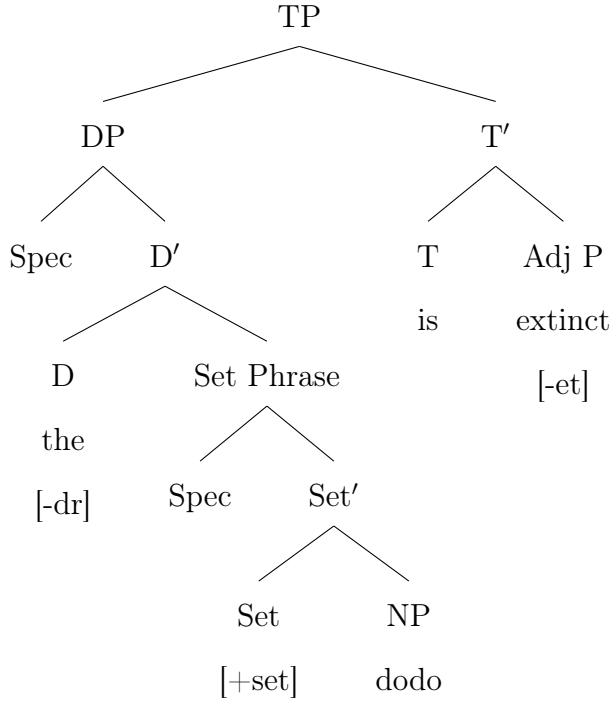 TP
DP T′
Spec D′ T Adj P
is extinct
D Set Phrase [-et]
the
[-dr] Spec Set′
Set NP
[+set] dodo